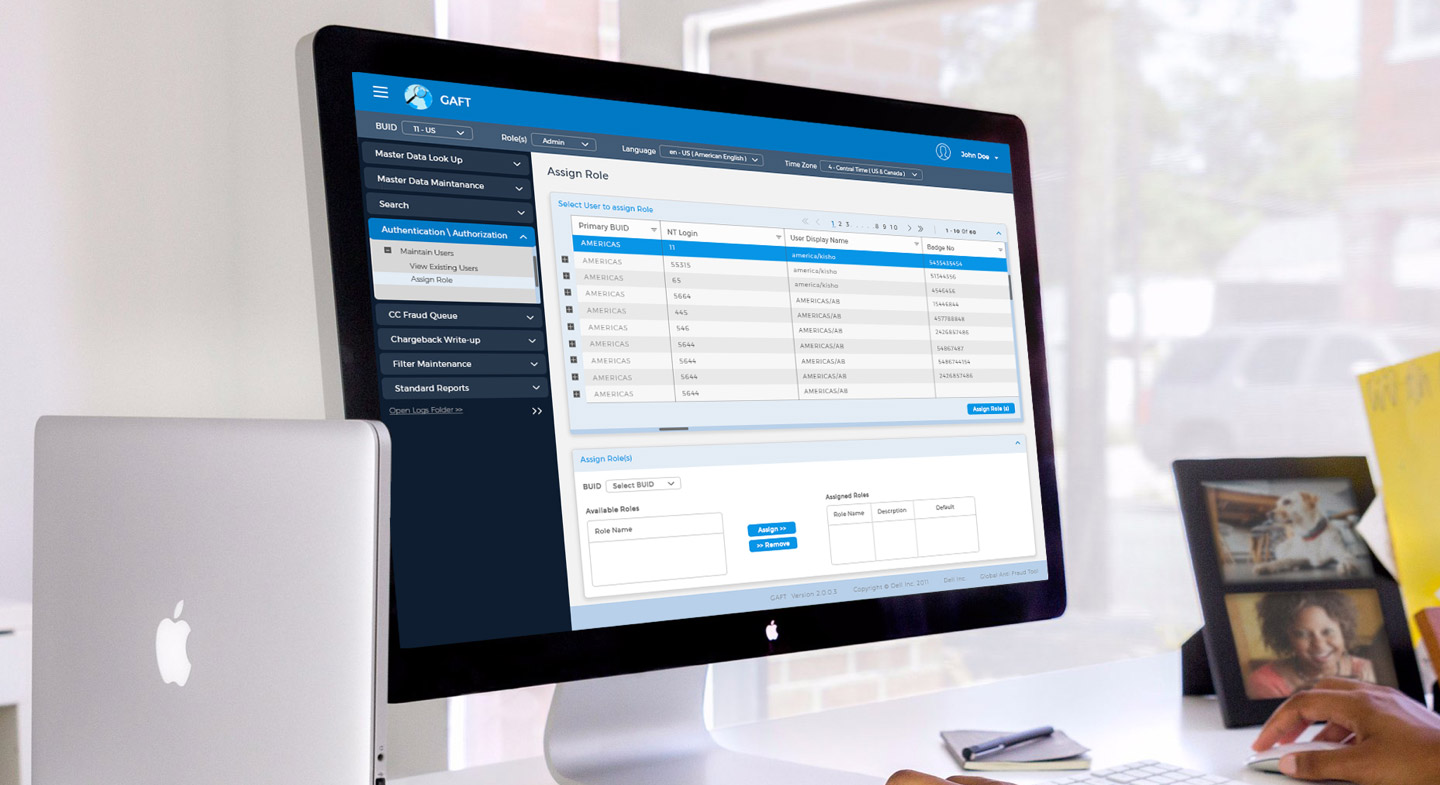 GAFT
John Doe
BUID 11 - US Role(s) Admin Language en - US ( American English ) Time Zone 4 - Central Time ( US & Canada )
Master Data Look Up
Master Data Maintanance
Search
Authentication \ Authorization
Maintain Users
View Existing Users
Assign Role
CC Fraud Queue
Chargeback Write-up
Filter Maintenance
Standard Reports
Open Logs Folder >>
Assign Role
Select User to assign Role
1 2 3 . . . . . . 8 9 10 1 - 10 Of 60
Primary BUID NT Login User Display Name Badge No
AMERICAS 11 america/kisho 5455435454
AMERICAS 55315 america/kisho 51544556
AMERICAS 65 america/kisho 4546456
AMERICAS 5664 AMERICAS/AB 15446844
AMERICAS 445 AMERICAS/AB 457788848
AMERICAS 546 AMERICAS/AB 2426857486
AMERICAS 5644 AMERICAS/AB 54867487
AMERICAS 5644 AMERICAS/AB 5486744154
AMERICAS 5644 AMERICAS/AB 2426857486
AMERICAS 5644 AMERICAS/AB
Assign Role (s)
Assign Role(s)
BUID Select BUID
Available Roles
Role Name
Assign >>
>> Remove
Assigned Roles
Role Name Descrption Default
GAFT Version 2.0.0.3 Copyright © Dell Inc. 2011 Dell Inc Global Anti Fraud Tool